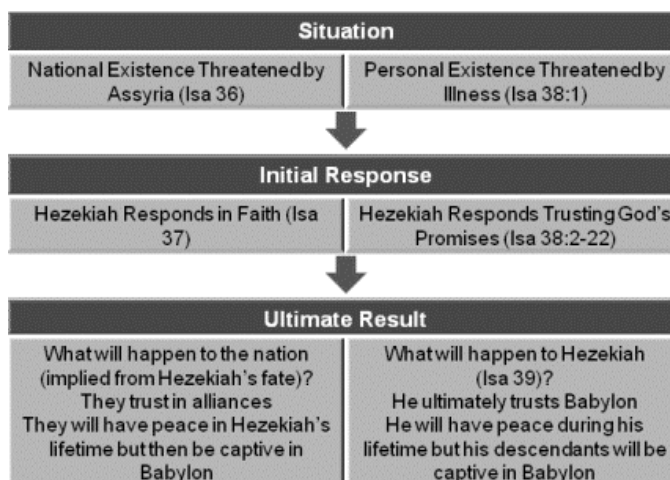 Situation
National Existence Threatened by
Assyria (Isa 36)
Personal Existence Threatened by
Illness (Isa 38:1)
Initial Response
Hezekiah Responds in Faith (Isa
37)
Hezekiah Responds Trusting God's
Promises (Isa 38:2-22)
Ultimate Result
What will happen to the nation
(implied from Hezekiah's fate)?
They trust in alliances
They will have peace in Hezekiah's
lifetime but then be captive in
Babylon
What will happen to Hezekiah
(Isa 39)?
He ultimately trusts Babylon
He will have peace during his
lifetime but his descendants will be
captive in Babylon